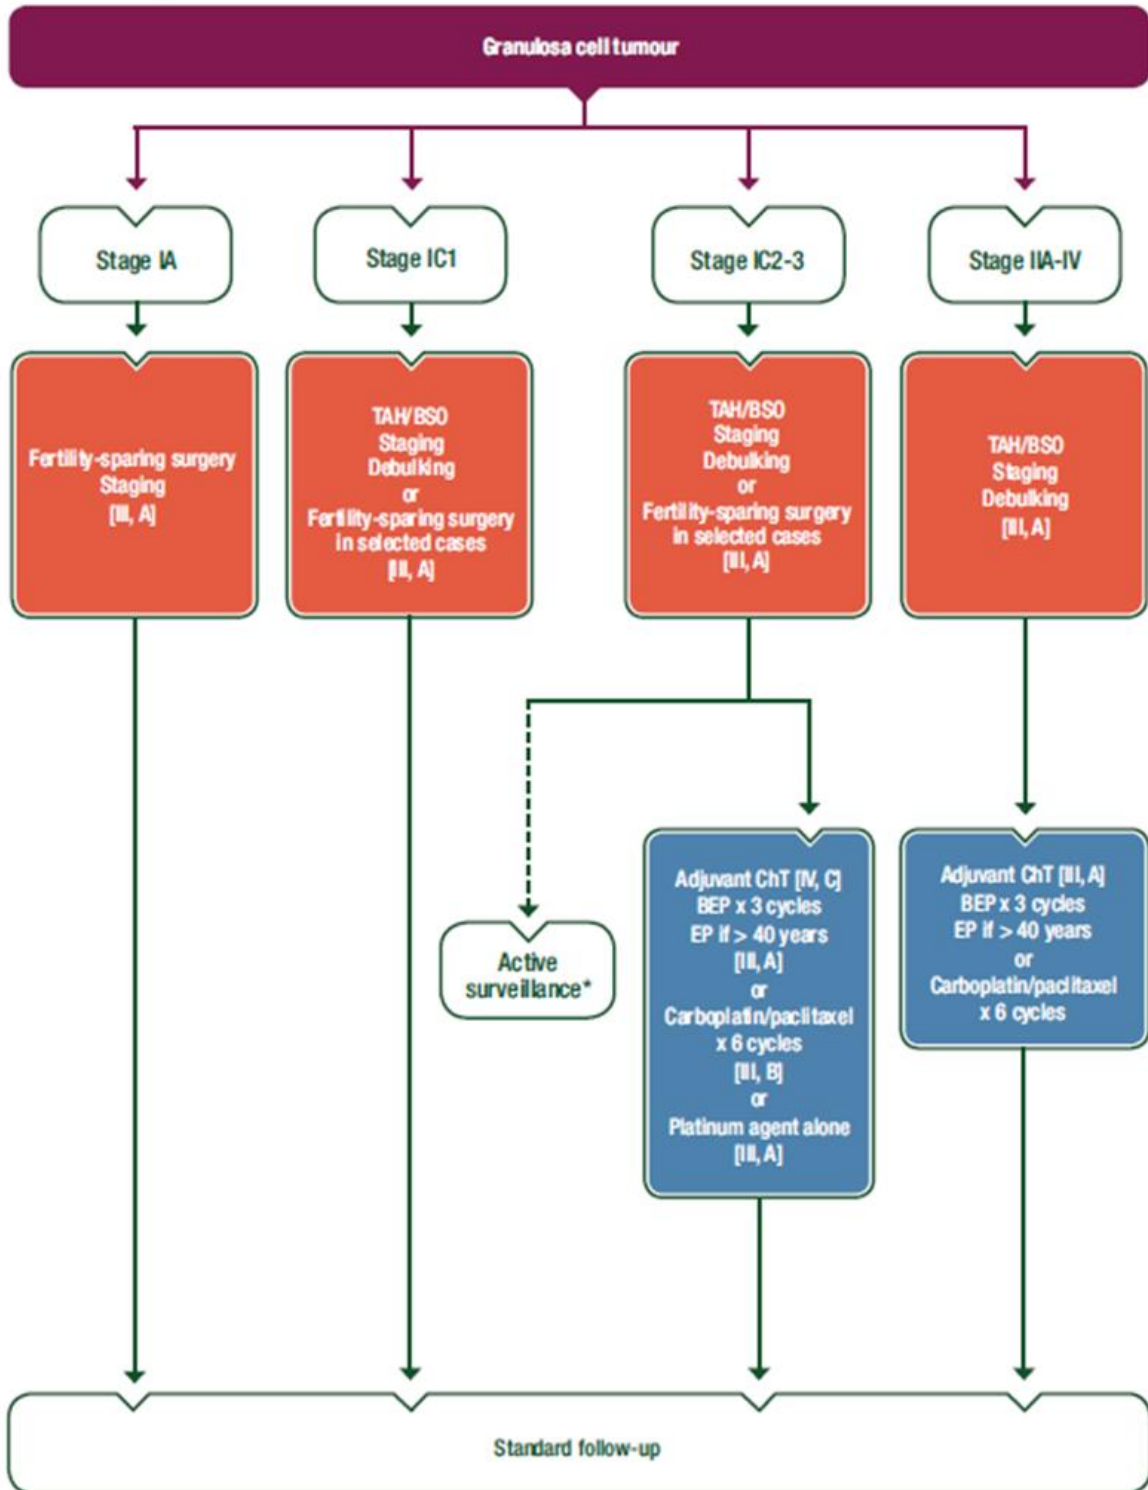 Granulosa cell tumour
Stage IA
Stage IC1
Stage IC2-3
Stage IIA-IV
Fertility-sparing surgery
Staging
[III, A]
TAH/BSO
Staging
Debulking
or
Fertility-sparing surgery
in selected cases
[III, A]
TAH/BSO
Staging
Debulking
or
Fertility-sparing surgery
in selected cases
[III, A]
TAH/BSO
Staging
Debulking
[III, A]
Active
surveillance*
Adjuvant ChT [IV, C]
BEP x 3 cycles
EP if > 40 years
[III, A]
or
Carboplatin/paclitaxel
x 6 cycles
[III, B]
or
Platinum agent alone
[III, A]
Adjuvant ChT [III, A]
BEP x 3 cycles
EP if > 40 years
or
Carboplatin/paclitaxel
x 6 cycles
Standard follow-up